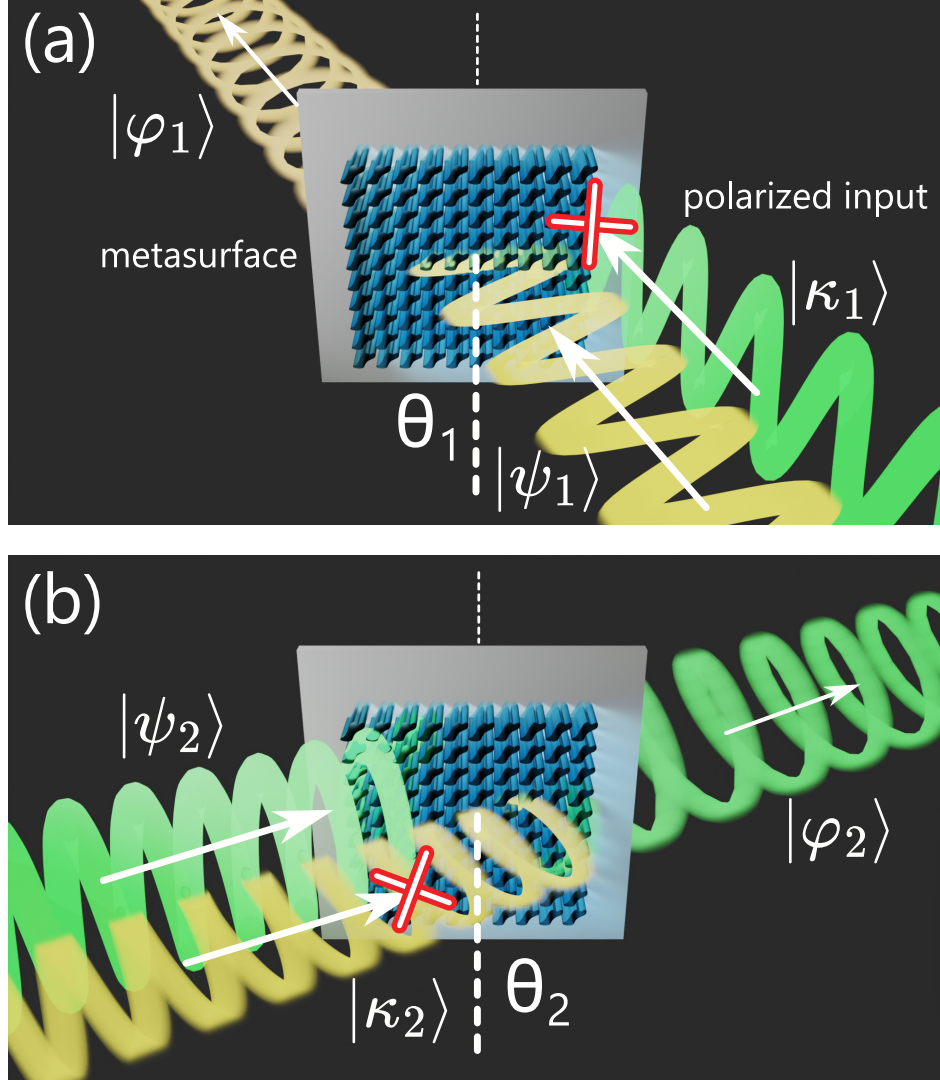 (a)
|φ₁⟩
polarized input
metasurface
|κ₁⟩
θ₁
|ψ₁⟩
(b)
|ψ₂⟩
|φ₂⟩
|κ₂⟩
θ₂